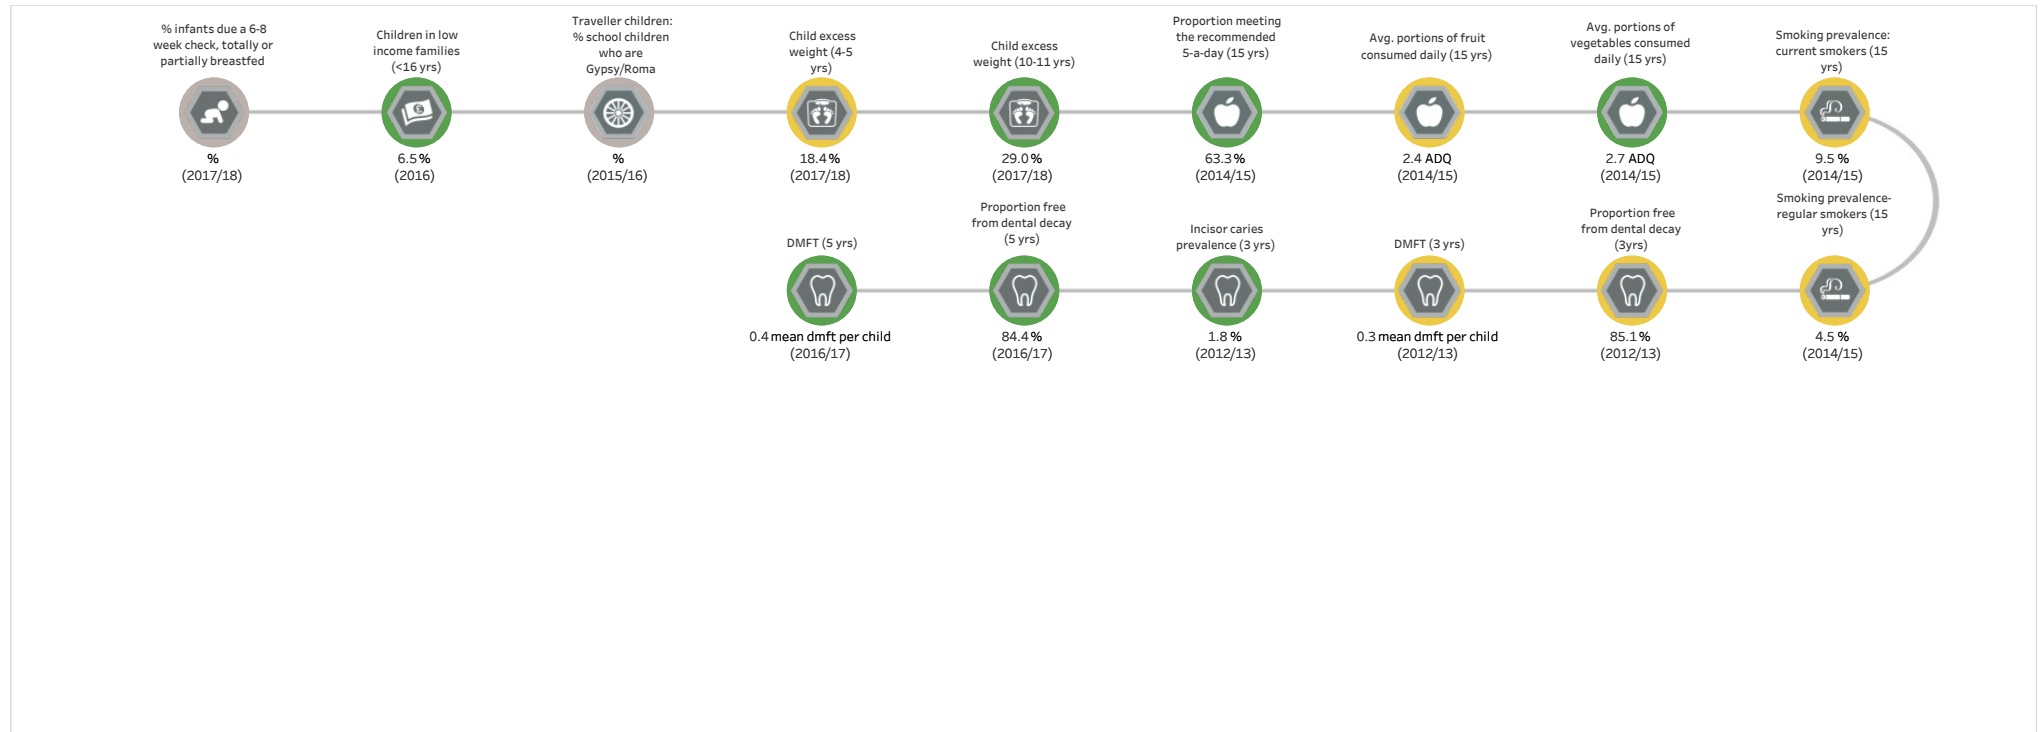 % infants due a 6-8
week check, totally or
partially breastfed
%
(2017/18)
Children in low
income families
(<16 yrs)
£
6.5 %
(2016)
Traveller children:
% school children
who are
Gypsy/Roma
%
(2015/16)
Child excess
weight (4-5
yrs)
18.4 %
(2017/18)
Child excess
weight (10-11 yrs)
29.0 %
(2017/18)
Proportion meeting
the recommended
5-a-day (15 yrs)
63.3 %
(2014/15)
Avg. portions of fruit
consumed daily (15 yrs)
2.4 ADQ
(2014/15)
Avg. portions of
vegetables consumed
daily (15 yrs)
2.7 ADQ
(2014/15)
Smoking prevalence:
current smokers (15
yrs)
9.5 %
(2014/15)
Smoking prevalence-
regular smokers (15
yrs)
4.5 %
(2014/15)
Proportion free
from dental decay
(3yrs)
85.1 %
(2012/13)
DMFT (3 yrs)
0.3 mean dmft per child
(2012/13)
Incisor caries
prevalence (3 yrs)
1.8 %
(2012/13)
Proportion free
from dental decay
(5 yrs)
84.4 %
(2016/17)
DMFT (5 yrs)
0.4 mean dmft per child
(2016/17)